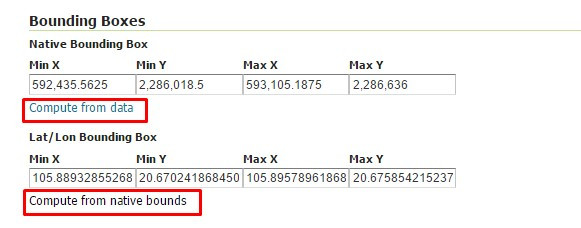 Bounding Boxes
Native Bounding Box
Min X Min Y Max X Max Y
592,435.5625 2,286,018.5 593,105.1875 2,286,636
Compute from data
Lat/Lon Bounding Box
Min X Min Y Max X Max Y
105.88932855268 20.670241868450 105.89578961868 20.675854215237
Compute from native bounds